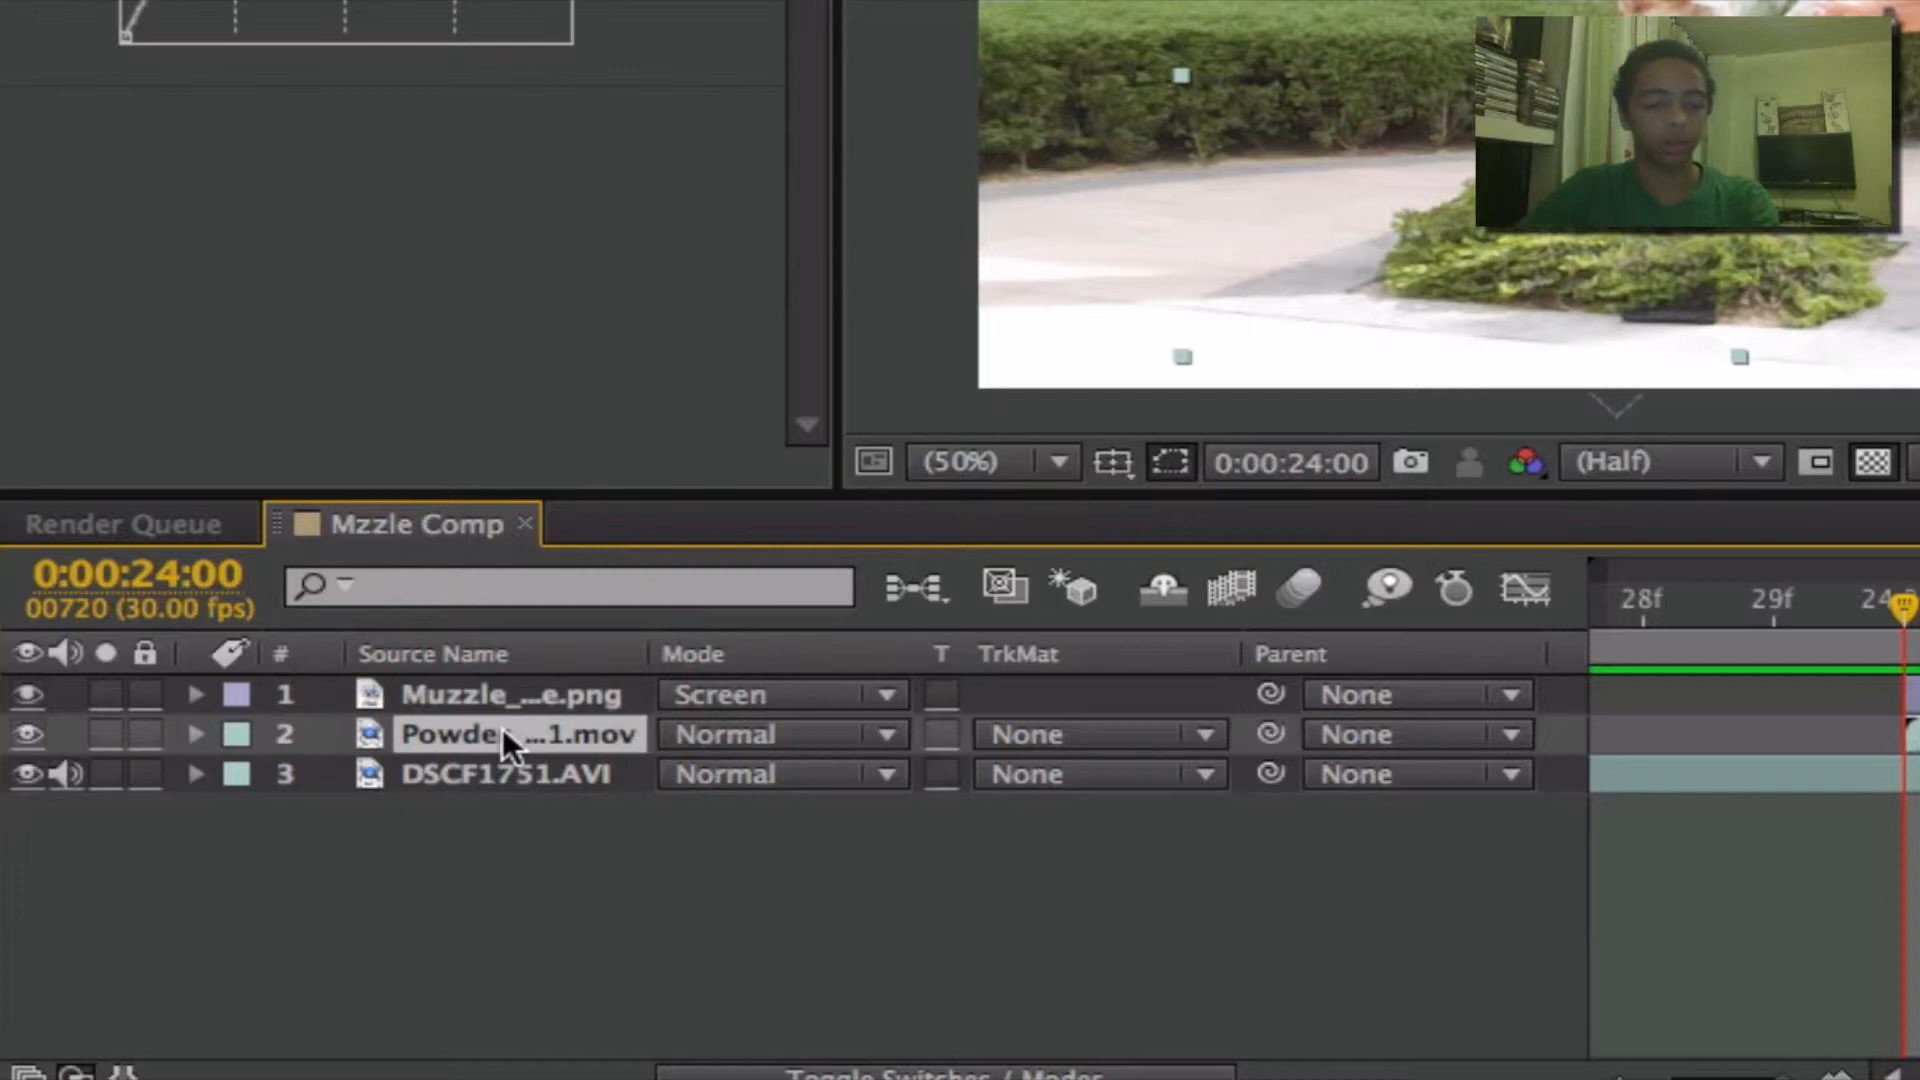 (50%) 0:00:24:00 (Half)
Render Queue Mzzle Comp ×
0:00:24:00
00720 (30.00 fps)
28f 29f 24
# Source Name Mode T TrkMat Parent
1 Muzzle_...e.png Screen None
2 Powde ...1.mov Normal None None
3 DSCF1751.AVI Normal None None
Toggle Switches / Modes